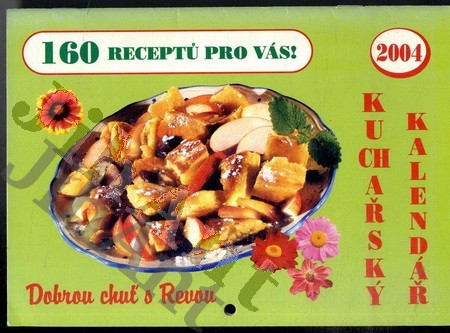 160 RECEPTŮ PRO VÁS!
2004
KUCHAŘSKÝ
KALENDÁŘ
Dobrou chuť s Revou